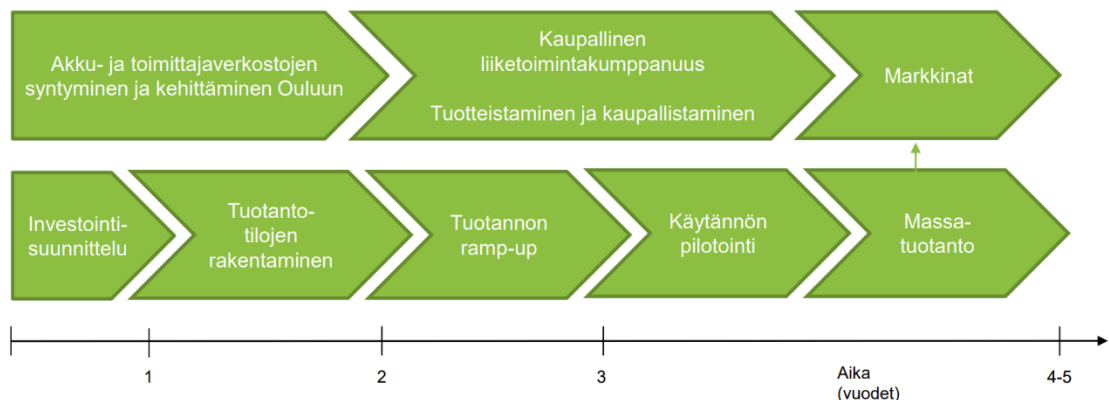 Akku- ja toimittajaverkostojen
syntyminen ja kehittäminen Ouluun
Kaupallinen
liiketoimintakumppanuus
Tuotteistaminen ja kaupallistaminen
Markkinat
Investointi-
suunnittelu
Tuotanto-
tilojen
rakentaminen
Tuotannon
ramp-up
Käytännön
pilotointi
Massa-
tuotanto
1
2
3
Aika
(vuodet)
4-5